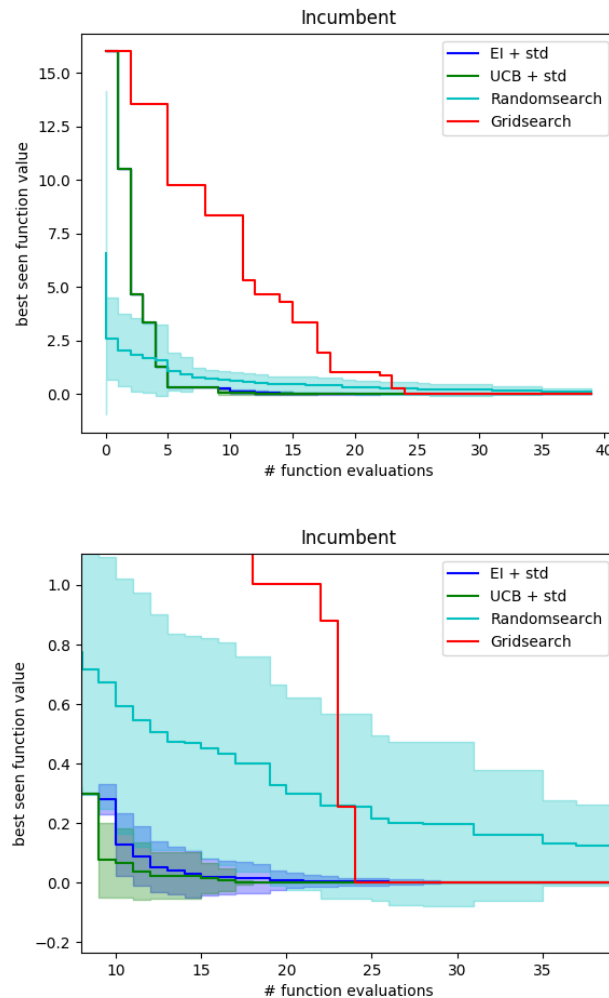 Incumbent
EI + std
UCB + std
Randomsearch
Gridsearch
best seen function value
15.0
12.5
10.0
7.5
5.0
2.5
0.0
0 5 10 15 20 25 30 35 40
# function evaluations
Incumbent
EI + std
UCB + std
Randomsearch
Gridsearch
best seen function value
1.0
0.8
0.6
0.4
0.2
0.0
−0.2
10 15 20 25 30 35
# function evaluations